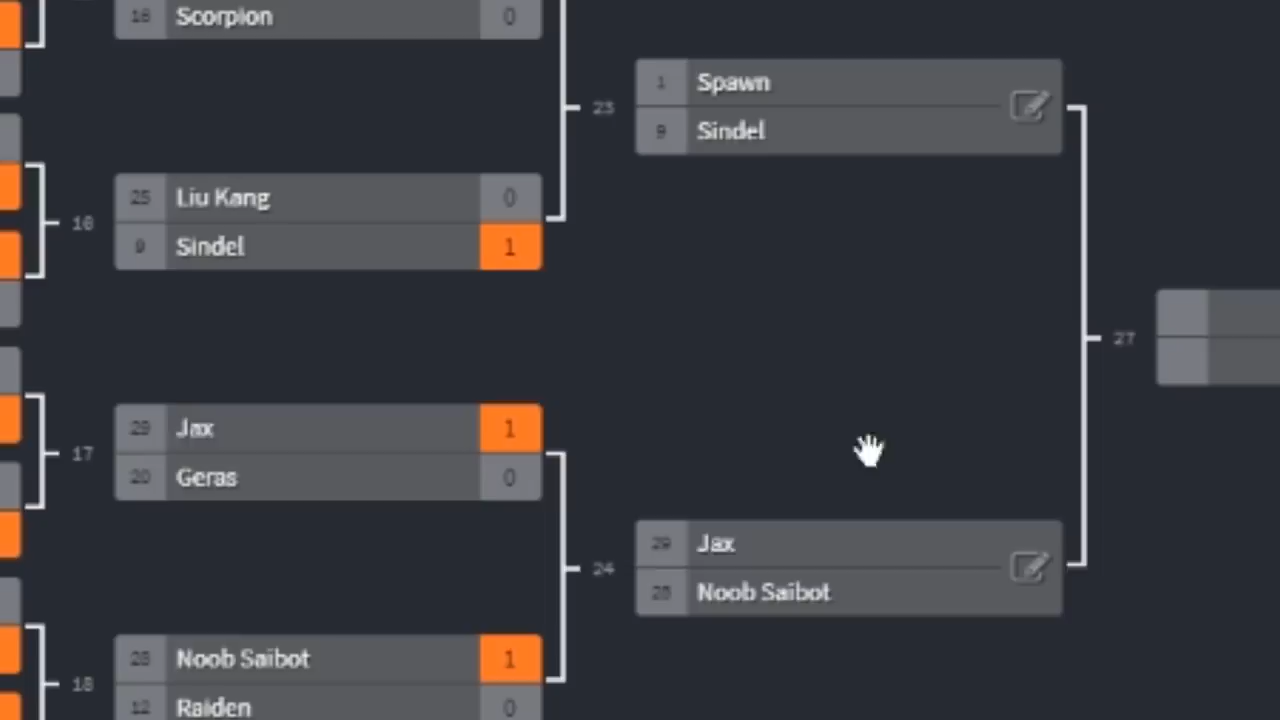 16 Scorpion 0
25 Liu Kang 0
16
9 Sindel 1
23
1 Spawn
9 Sindel
29 Jax 1
17
20 Geras 0
24
28 Noob Saibot 1
18
12 Raiden 0
29 Jax
28 Noob Saibot
27